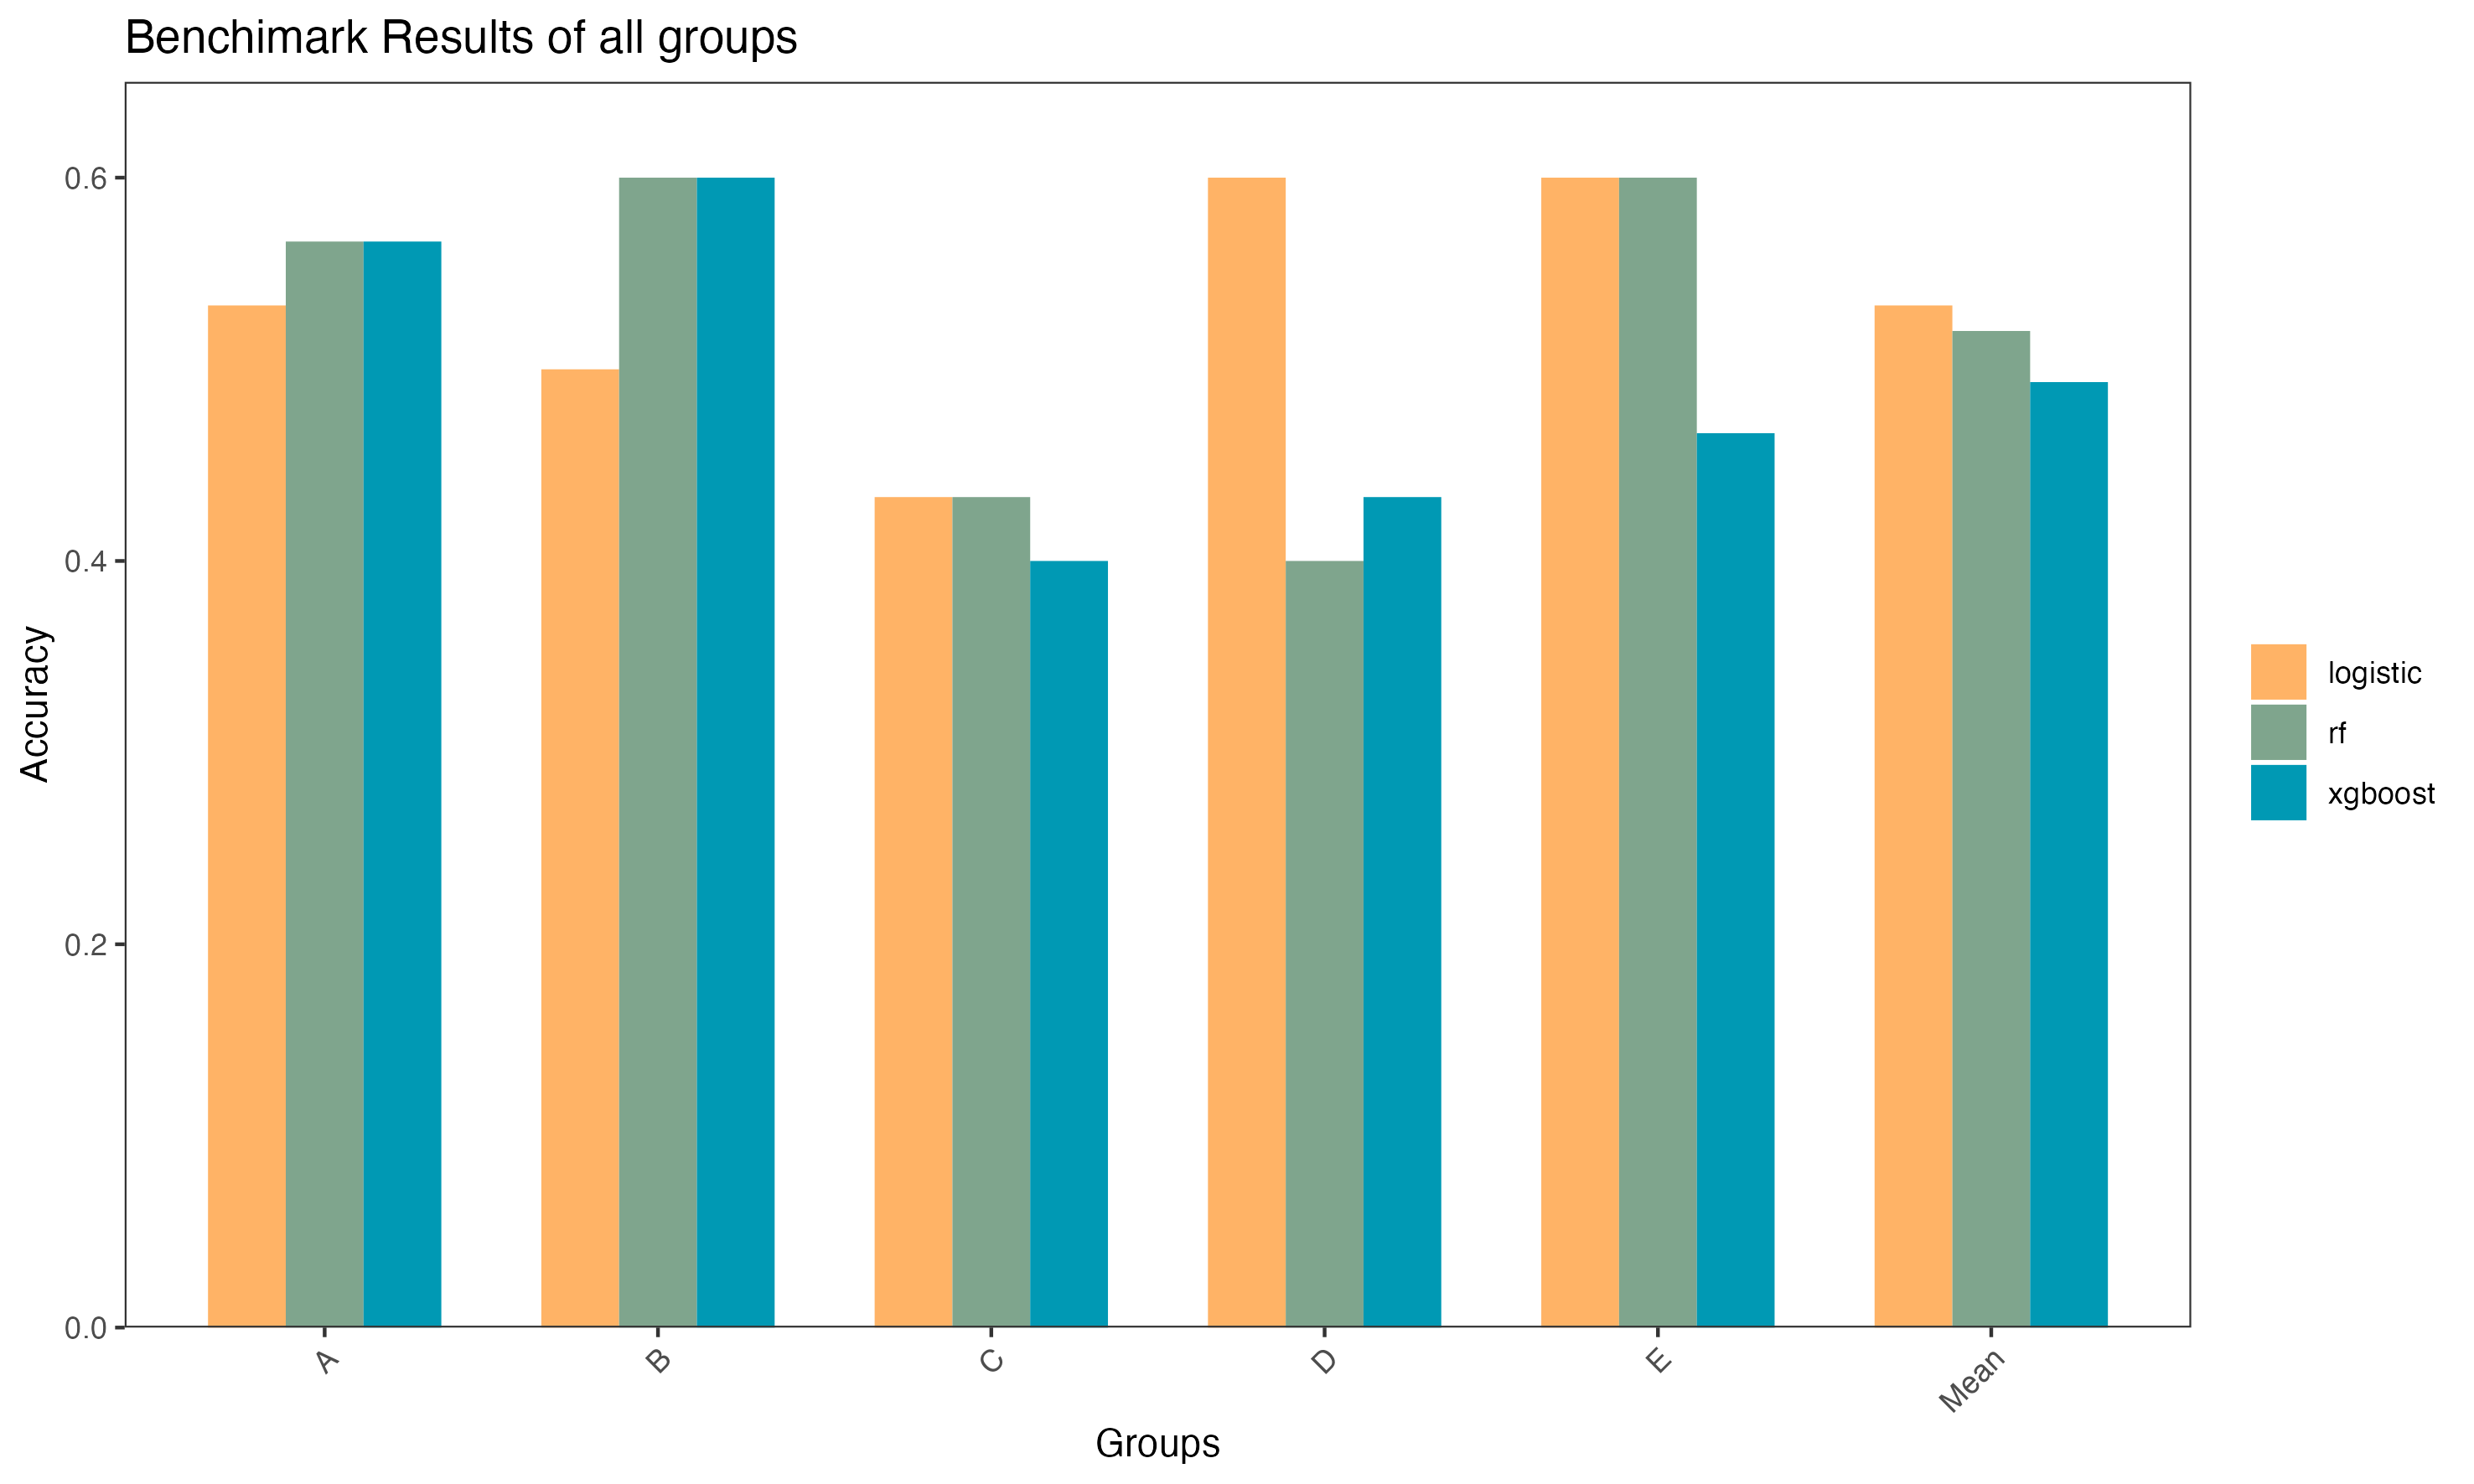 Benchimark Results of all groups
Accuracy
0.6
0.4
0.2
0.0
A
B
C
D
E
Mean
Groups
logistic
rf
xgboost